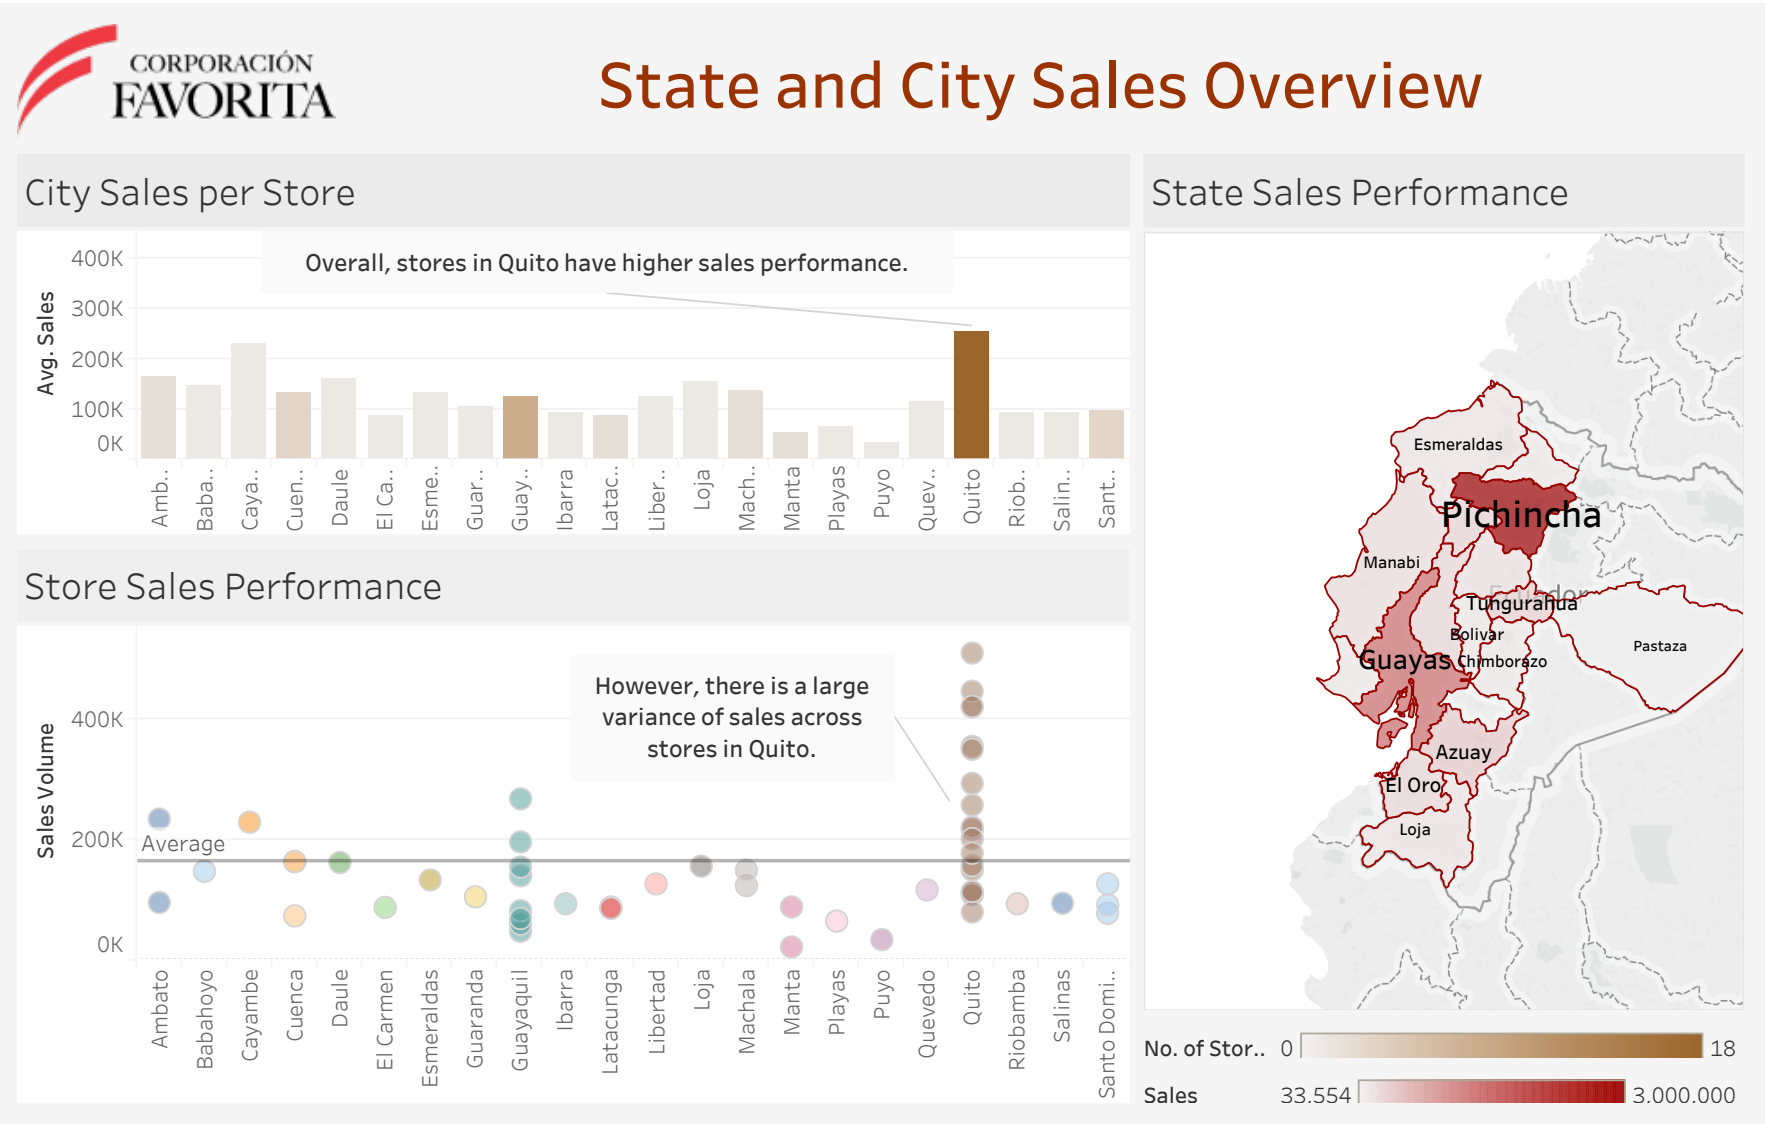 CORPORACIÓN
FAVORITA
State and City Sales Overview
City Sales per Store
Avg. Sales
400K
300K
200K
100K
0K
Overall, stores in Quito have higher sales performance.
Amb..
Baba..
Caya..
Cuen..
Daule
El Ca..
Esme..
Guar..
Guay..
Ibarra
Latac..
Liber..
Loja
Mach..
Manta
Playas
Puyo
Quev..
Quito
Riob..
Salin..
Sant..
Store Sales Performance
Sales Volume
400K
200K
0K
Average
However, there is a large
variance of sales across
stores in Quito.
Ambato
Babahoyo
Cayambe
Cuenca
Daule
El Carmen
Esmeraldas
Guaranda
Guayaquil
Ibarra
Latacunga
Libertad
Loja
Machala
Manta
Playas
Puyo
Quevedo
Quito
Riobamba
Salinas
Santo Domi..
State Sales Performance
Esmeraldas
Pichincha
Manabi
Ecuador
Tungurahua
Bolivar
Pastaza
Guayas
Chimborazo
Azuay
El Oro
Loja
No. of Stor.. 0 18
Sales 33.554 3.000.000